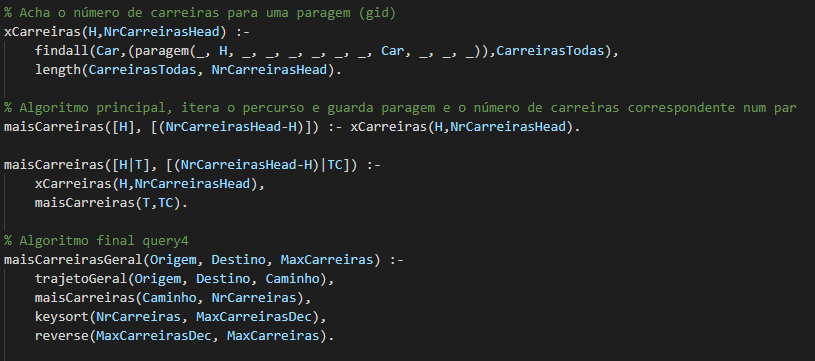 % Acha o número de carreiras para uma paragem (gid)
xCarreiras(H,NrCarreirasHead) :-
    findall(Car,(paragem(_, H, _, _, _, _, _, _, Car, _, _, _)),CarreirasTodas),
    length(CarreirasTodas, NrCarreirasHead).
% Algoritmo principal, itera o percurso e guarda paragem e o número de carreiras correspondente num par
maisCarreiras([H], [(NrCarreirasHead-H)]) :- xCarreiras(H,NrCarreirasHead).
maisCarreiras([H|T], [(NrCarreirasHead-H)|TC]) :-
    xCarreiras(H,NrCarreirasHead),
    maisCarreiras(T,TC).
% Algoritmo final query4
maisCarreirasGeral(Origem, Destino, MaxCarreiras) :-
    trajetoGeral(Origem, Destino, Caminho),
    maisCarreiras(Caminho, NrCarreiras),
    keysort(NrCarreiras, MaxCarreirasDec),
    reverse(MaxCarreirasDec, MaxCarreiras).